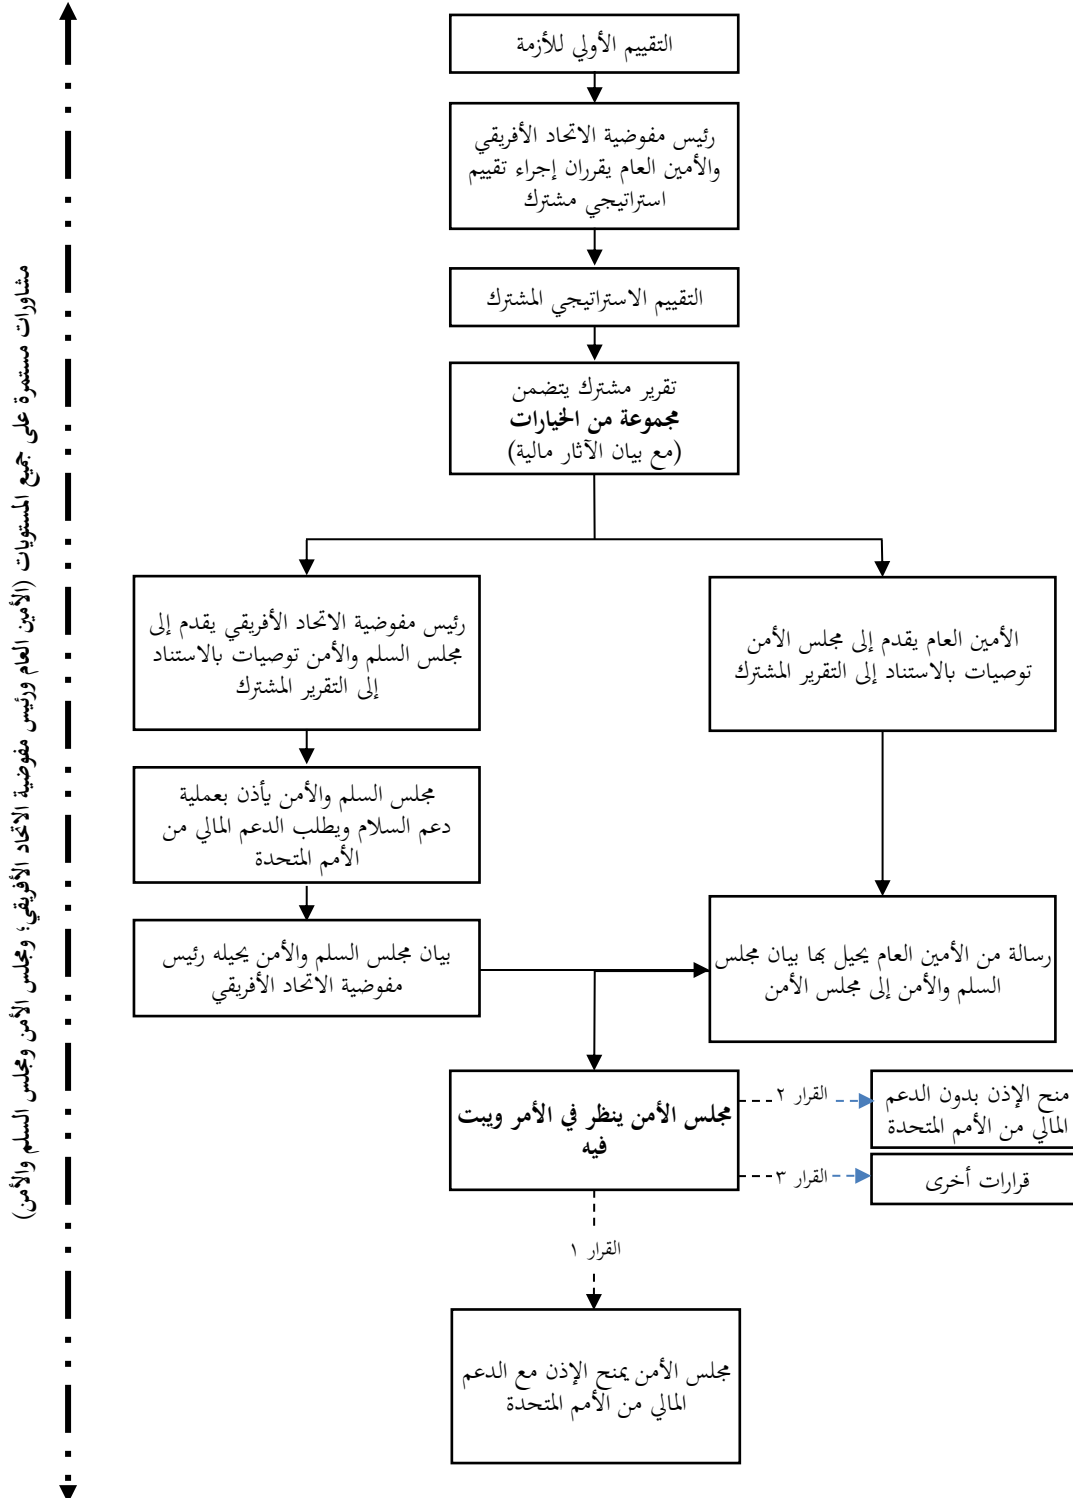 التقييم الأولي للأزمة
رئيس مفوضية الاتحاد الأفريقي
والأمين العام يقرران إجراء تقييم
استراتيجي مشترك
التقييم الاستراتيجي المشترك
تقرير مشترك يتضمن
مجموعة من الخيارات
(مع بيان الآثار مالية)
الأمين العام يقدم إلى مجلس الأمن
توصيات بالاستناد إلى التقرير المشترك
رئيس مفوضية الاتحاد الأفريقي يقدم إلى
مجلس السلم والأمن توصيات بالاستناد
إلى التقرير المشترك
مجلس السلم والأمن يأذن بعملية
دعم السلام ويطلب الدعم المالي من
الأمم المتحدة
بيان مجلس السلم والأمن يحيله رئيس
مفوضية الاتحاد الأفريقي
رسالة من الأمين العام يحيل بها بيان مجلس
السلم والأمن إلى مجلس الأمن
مجلس الأمن ينظر في الأمر ويبت
فيه
القرار ٢
منح الإذن بدون الدعم
المالي من الأمم المتحدة
القرار ٣
قرارات أخرى
القرار ١
مجلس الأمن يمنح الإذن مع الدعم
المالي من الأمم المتحدة
مشاورات مستمرة على جميع المستويات (الأمين العام ورئيس مفوضية الاتحاد الأفريقي؛ ومجلس الأمن ومجلس السلم والأمن)